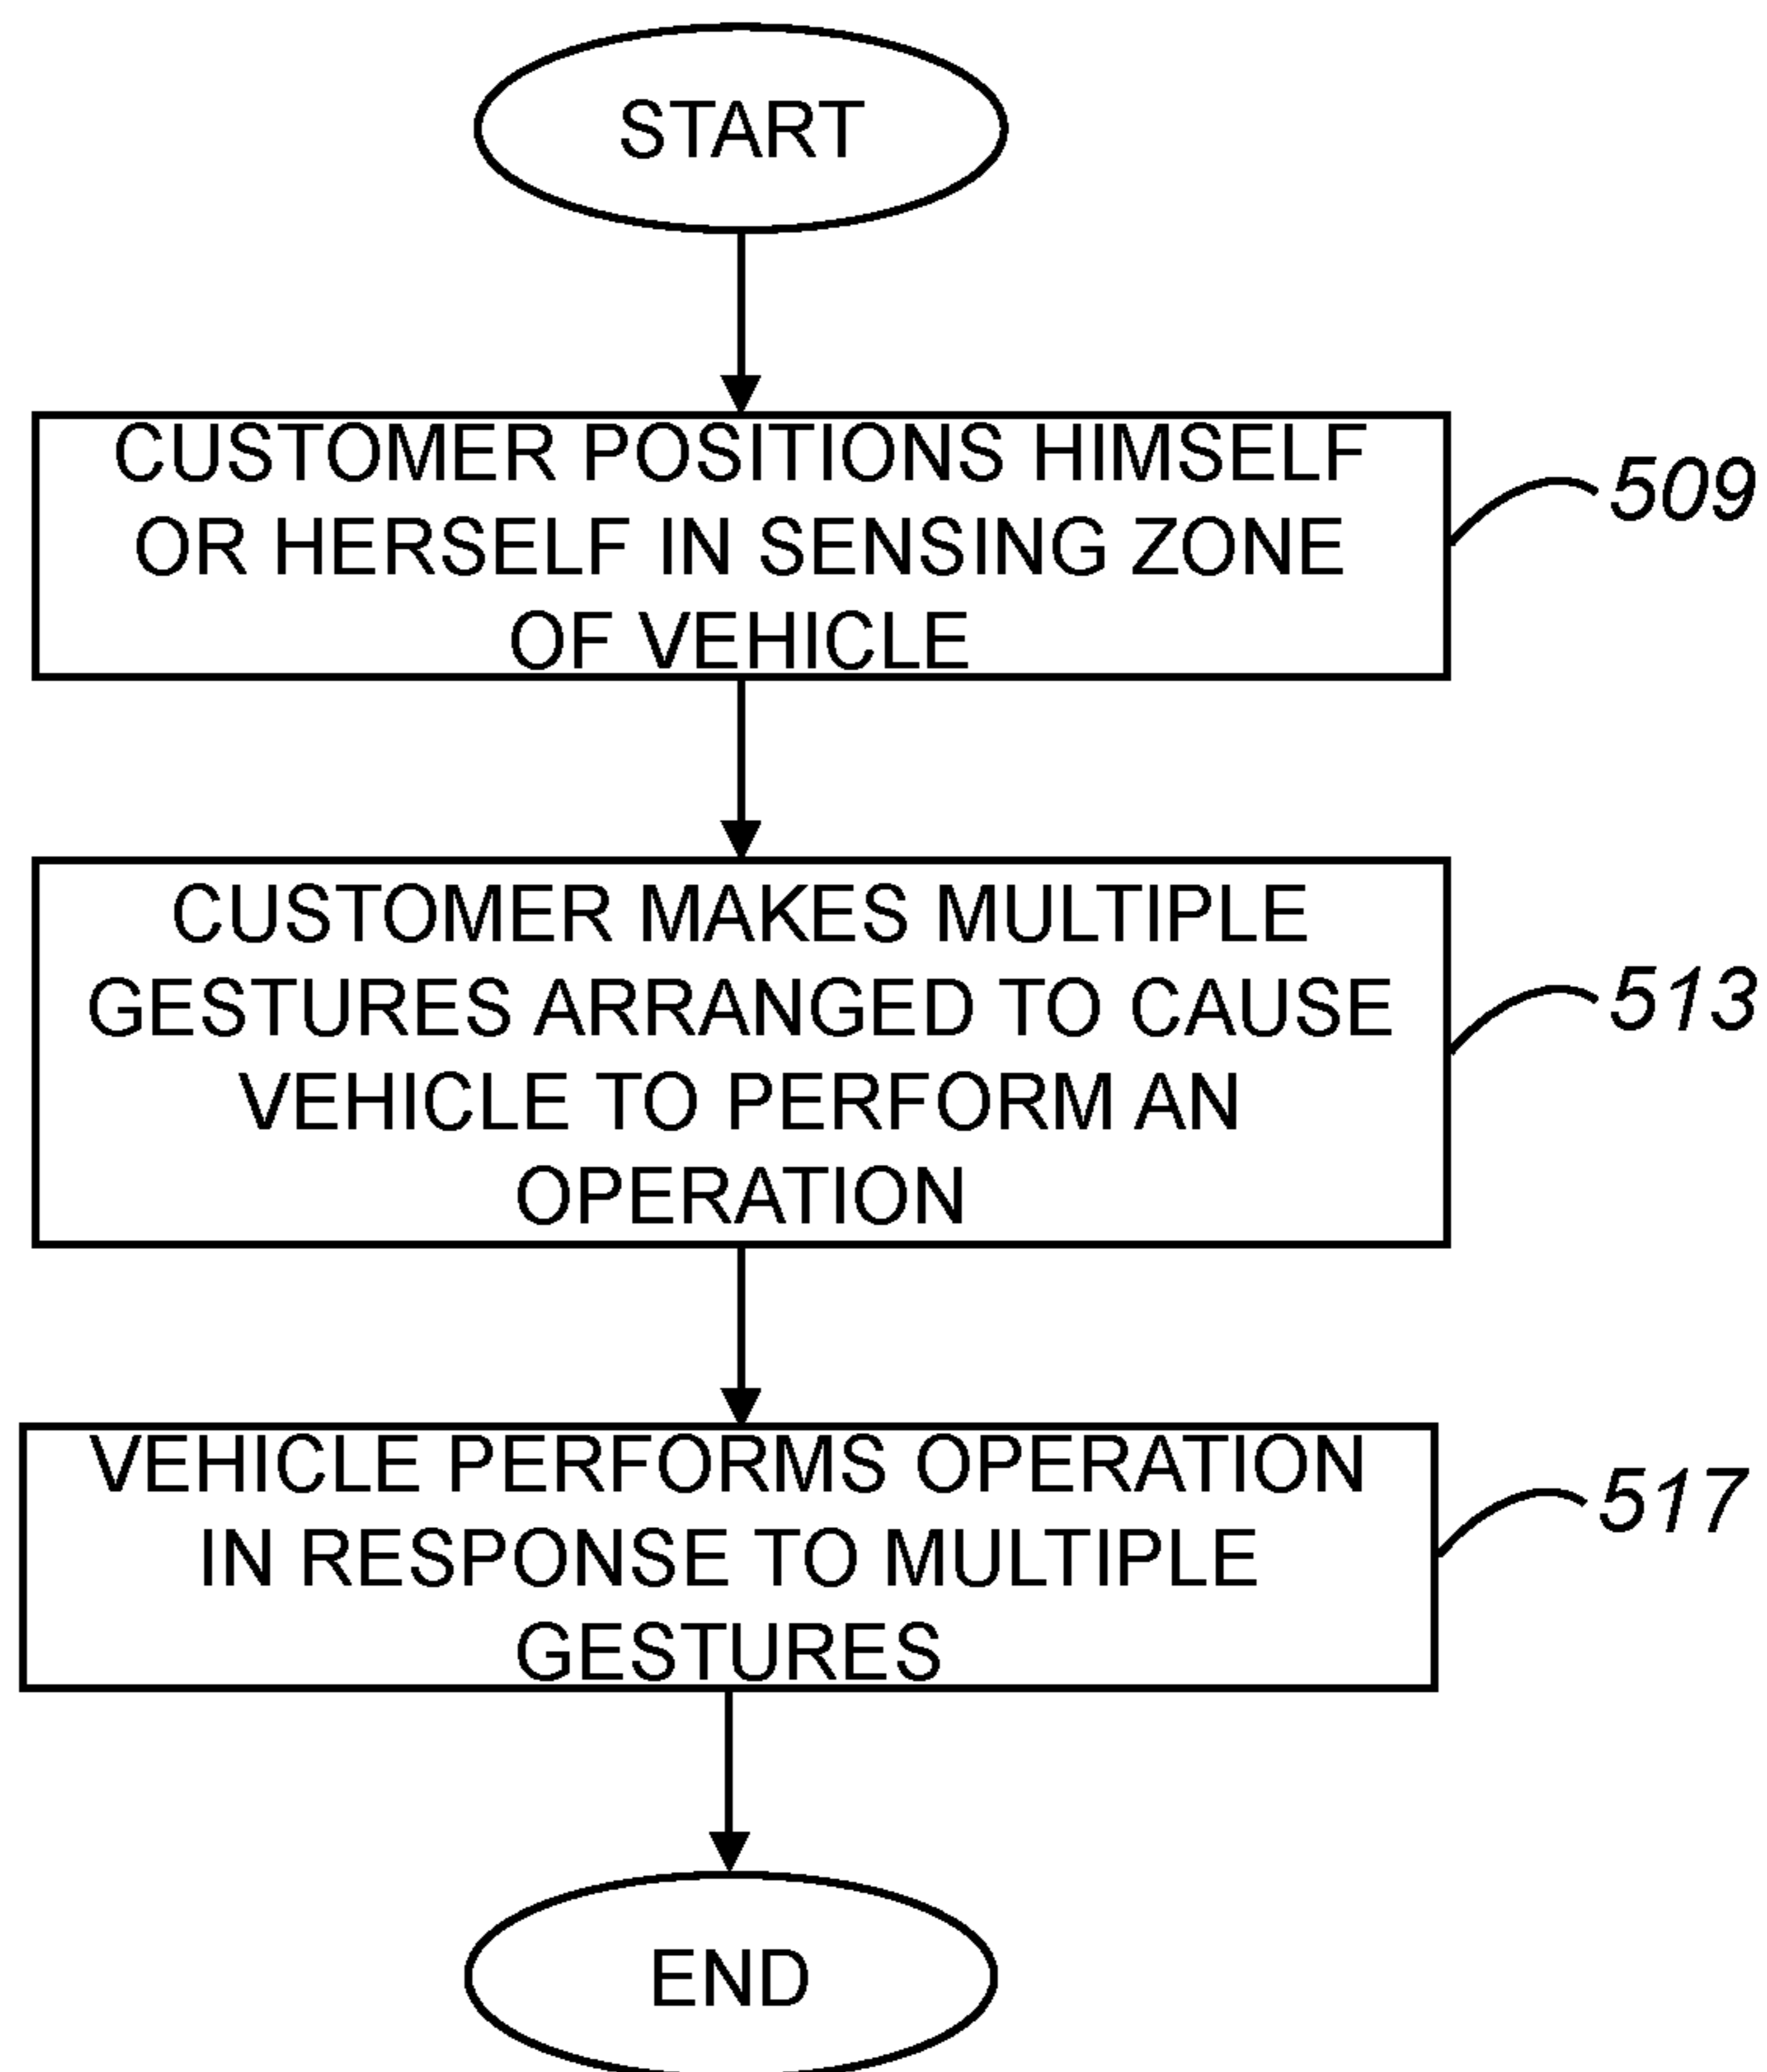 START
CUSTOMER POSITIONS HIMSELF
OR HERSELF IN SENSING ZONE
OF VEHICLE
509
CUSTOMER MAKES MULTIPLE
GESTURES ARRANGED TO CAUSE
VEHICLE TO PERFORM AN
OPERATION
513
VEHICLE PERFORMS OPERATION
IN RESPONSE TO MULTIPLE
GESTURES
517
END